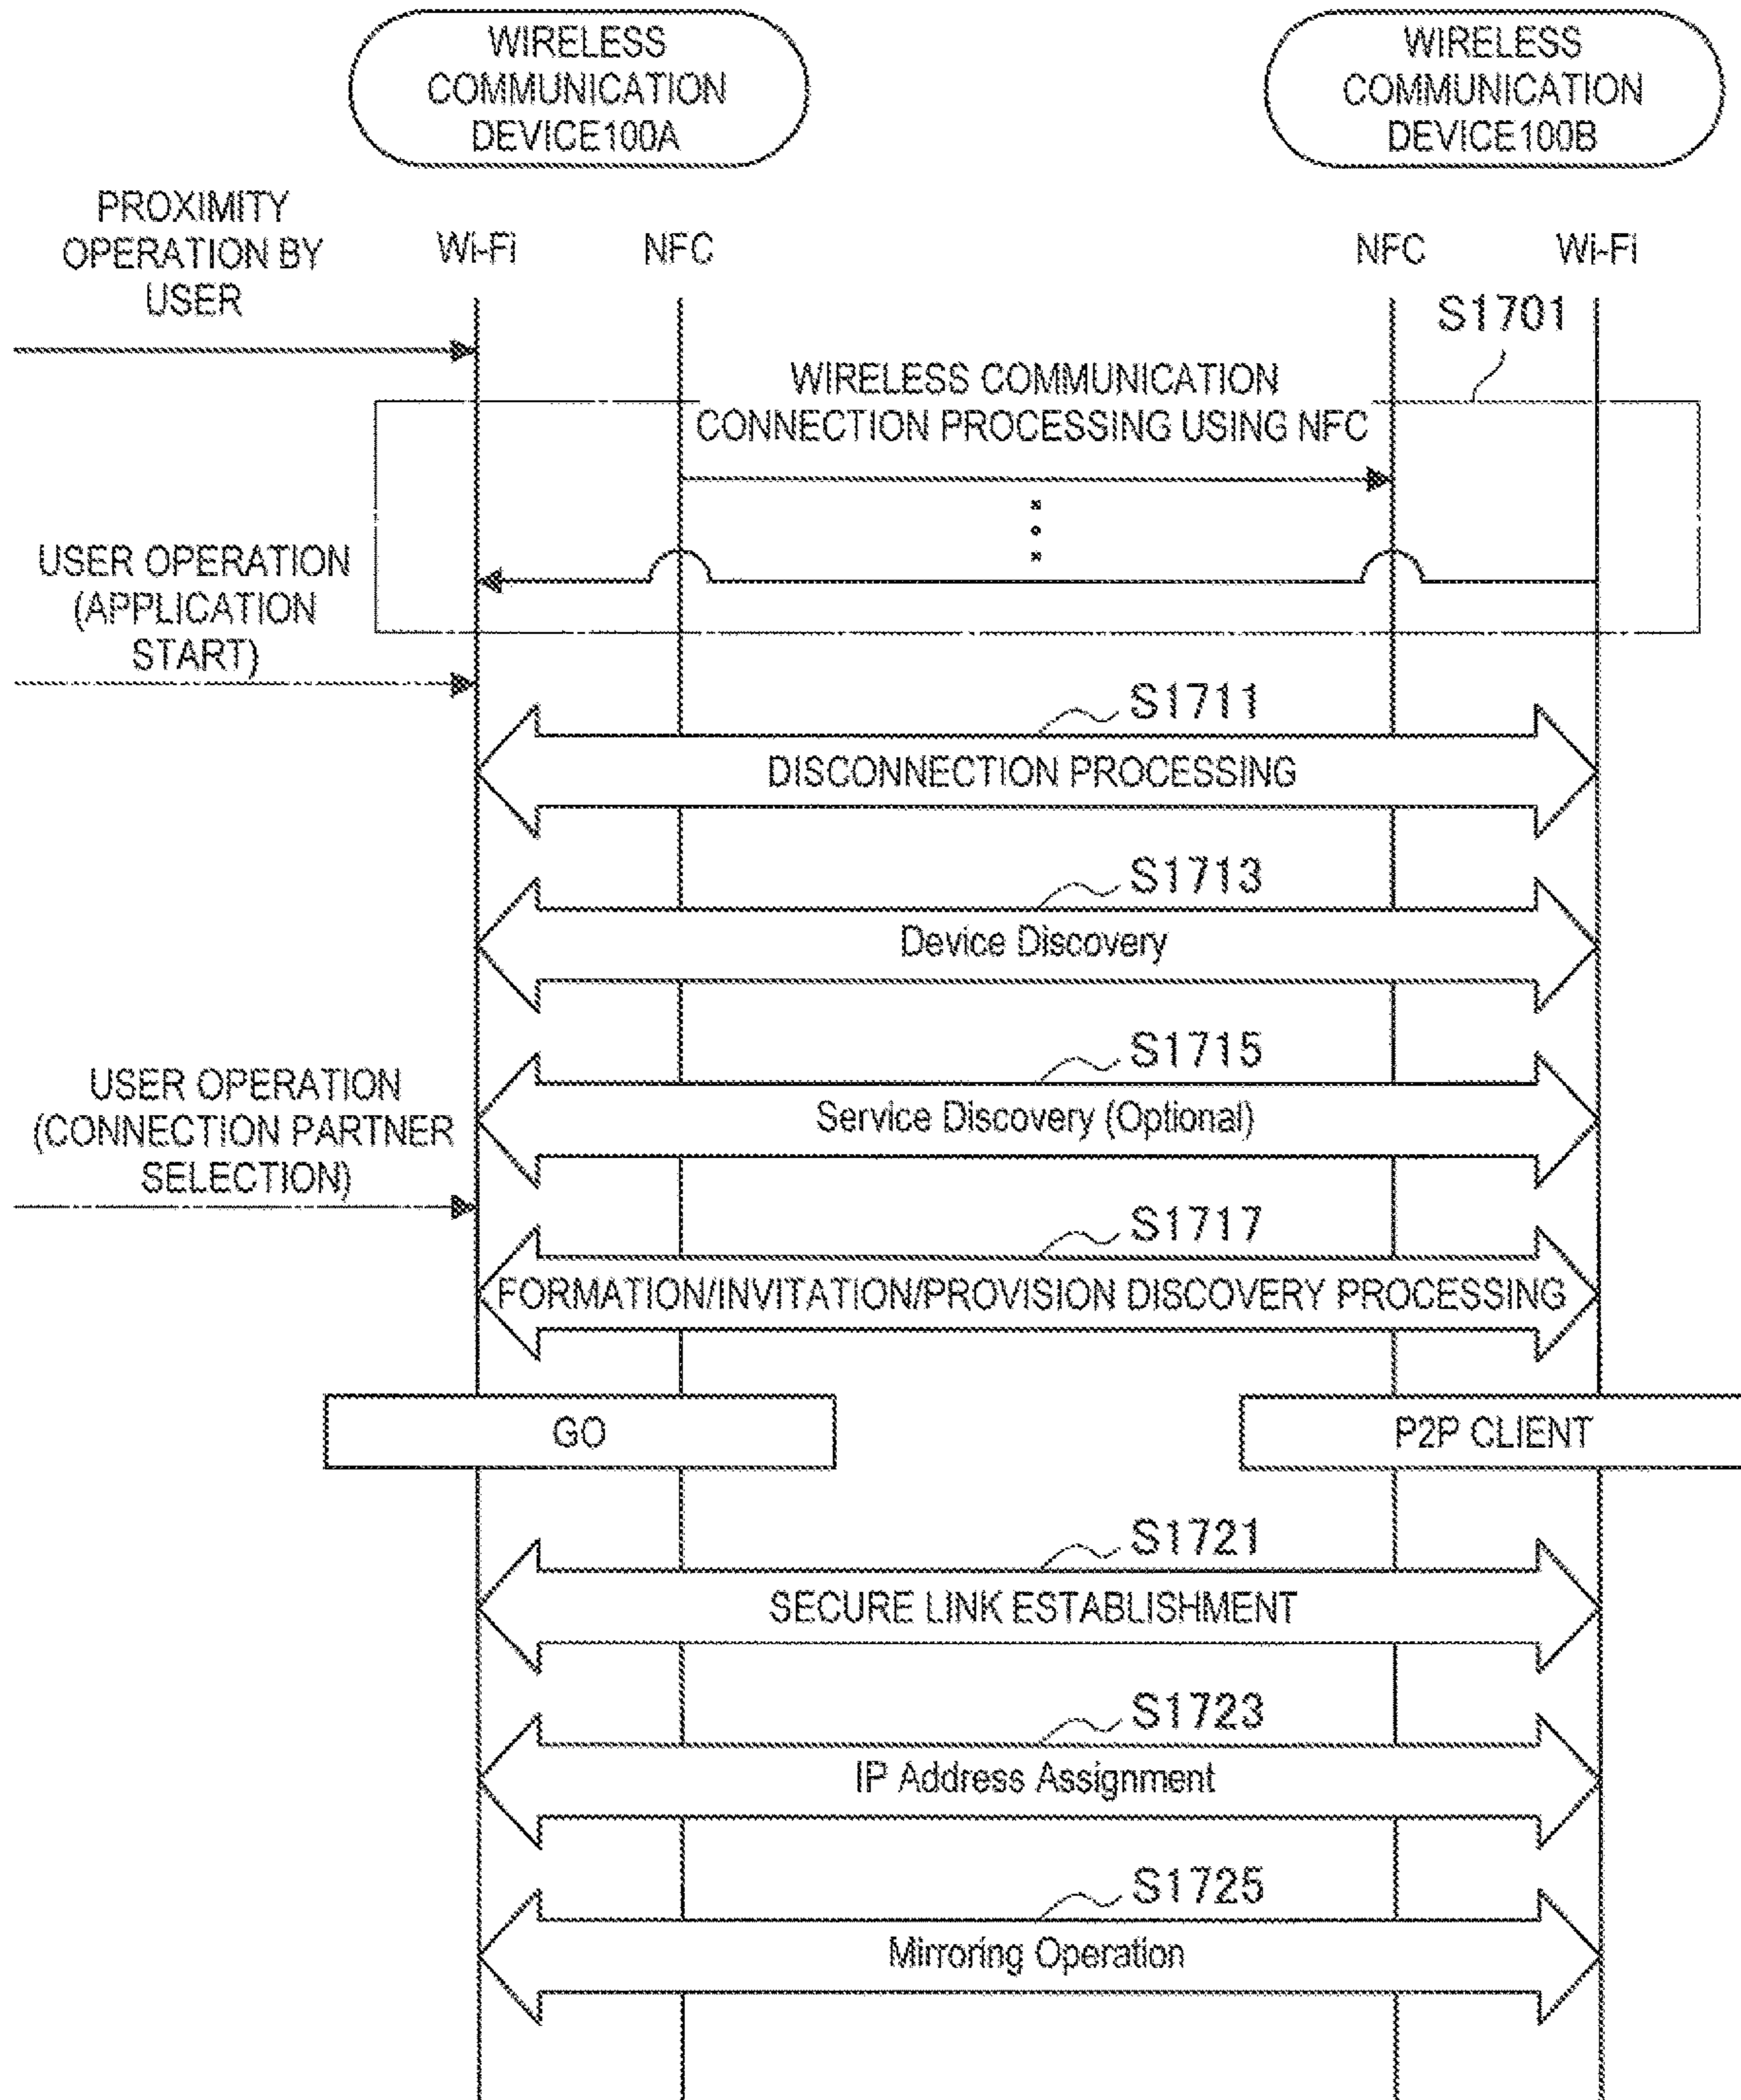 WIRELESS
COMMUNICATION
DEVICE100A
WIRELESS
COMMUNICATION
DEVICE100B
PROXIMITY
OPERATION BY
USER
Wi-Fi
NFC
NFC
Wi-Fi
S1701
WIRELESS COMMUNICATION
CONNECTION PROCESSING USING NFC
USER OPERATION
(APPLICATION
START)
S1711
DISCONNECTION PROCESSING
S1713
Device Discovery
S1715
Service Discovery (Optional)
USER OPERATION
(CONNECTION PARTNER
SELECTION)
S1717
FORMATION/INVITATION/PROVISION DISCOVERY PROCESSING
GO
P2P CLIENT
S1721
SECURE LINK ESTABLISHMENT
S1723
IP Address Assignment
S1725
Mirroring Operation